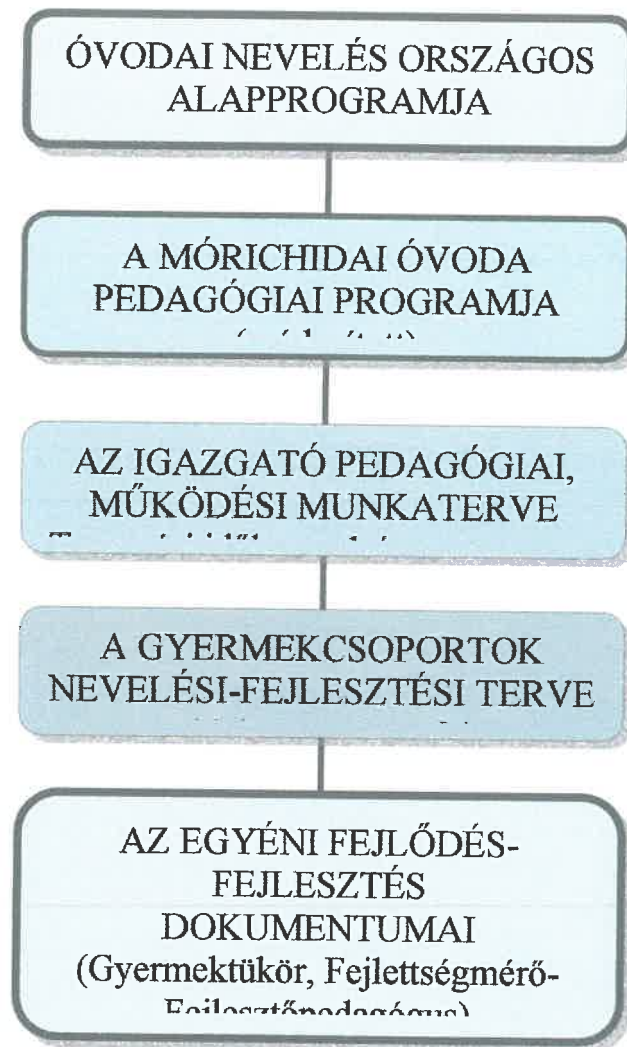 ÓVODAI NEVELÉS ORSZÁGOS
ALAPPROGRAMJA
A MÓRICHIDAI ÓVODA
PEDAGÓGIAI PROGRAMJA
AZ IGAZGATÓ PEDAGÓGIAI,
MŰKÖDÉSI MUNKATERVE
A GYERMEKCSOPORTOK
NEVELÉSI-FEJLESZTÉSI TERVE
AZ EGYÉNI FEJLŐDÉS-
FEJLESZTÉS
DOKUMENTUMAI
(Gyermektükör, Fejlettségmérő-
Fejlesztőpedagógus)